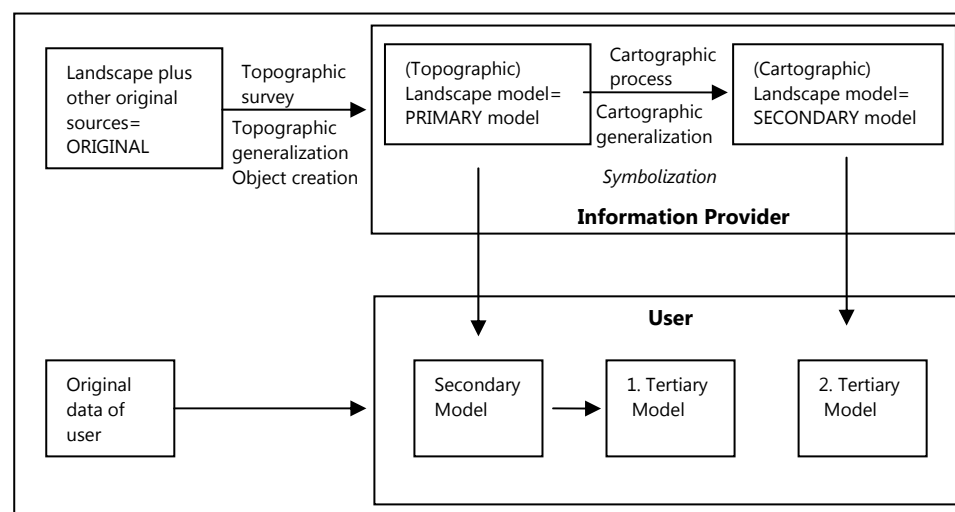 Landscape plus
other original
sources=
ORIGINAL
Topographic
survey
Topographic
generalization
Object creation
(Topographic)
Landscape model=
PRIMARY model
Cartographic
process
Cartographic
generalization
(Cartographic)
Landscape model=
SECONDARY model
Symbolization
Information Provider
User
Original
data of
user
Secondary
Model
1. Tertiary
Model
2. Tertiary
Model